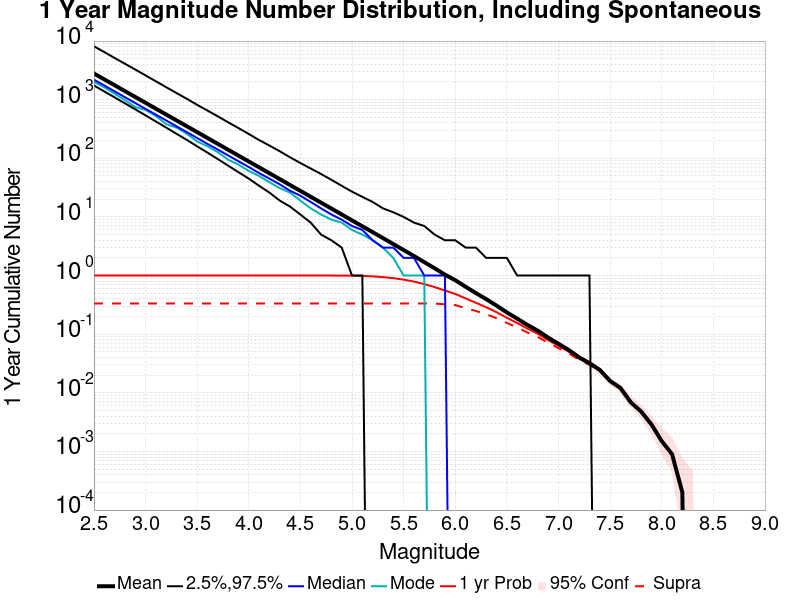 1 Year Magnitude Number Distribution, Including Spontaneous
10^4
10^3
10^2
10^1
10^0
10^-1
10^-2
10^-3
10^-4
1 Year Cumulative Number
2.5 3.0 3.5 4.0 4.5 5.0 5.5 6.0 6.5 7.0 7.5 8.0 8.5 9.0
Magnitude
Mean 2.5%,97.5% Median Mode 1 yr Prob 95% Conf Supra